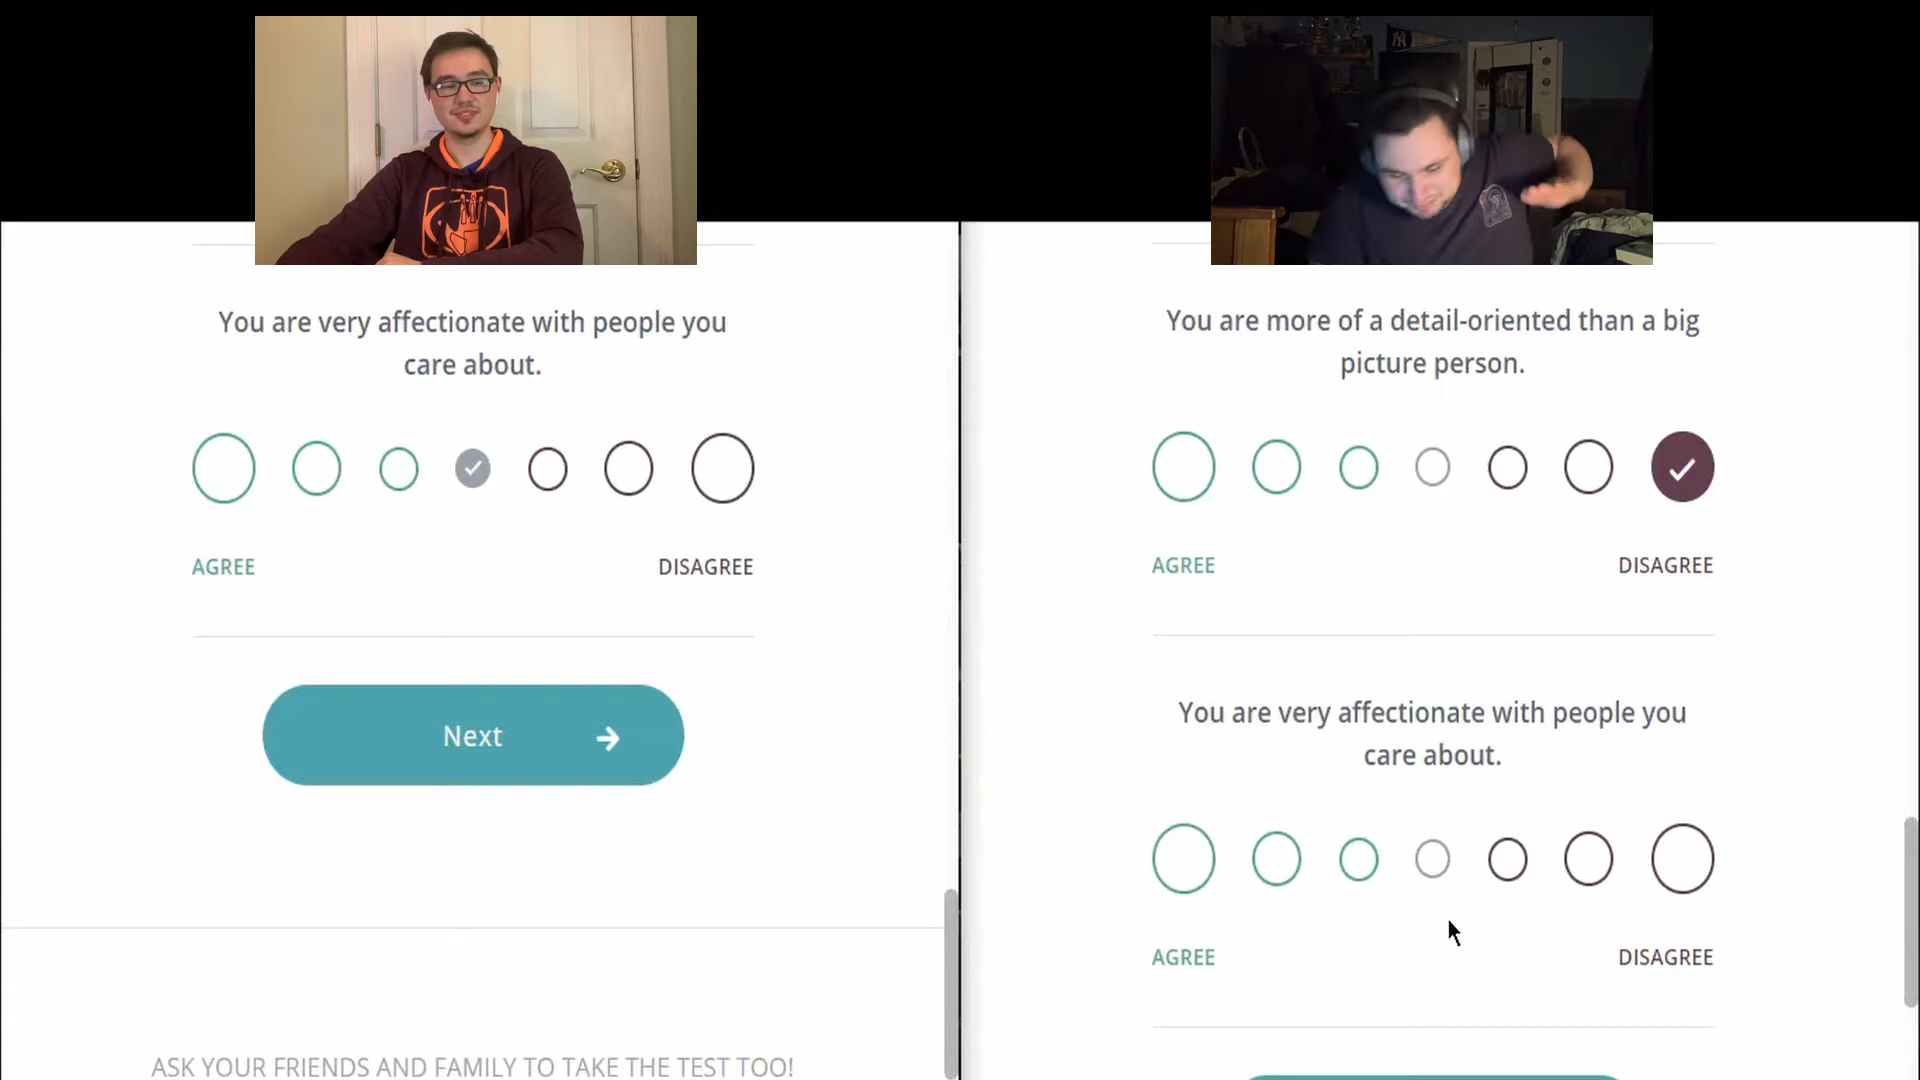 You are very affectionate with people you
care about.
AGREE
DISAGREE
Next
ASK YOUR FRIENDS AND FAMILY TO TAKE THE TEST TOO!
You are more of a detail-oriented than a big
picture person.
AGREE
DISAGREE
You are very affectionate with people you
care about.
AGREE
DISAGREE